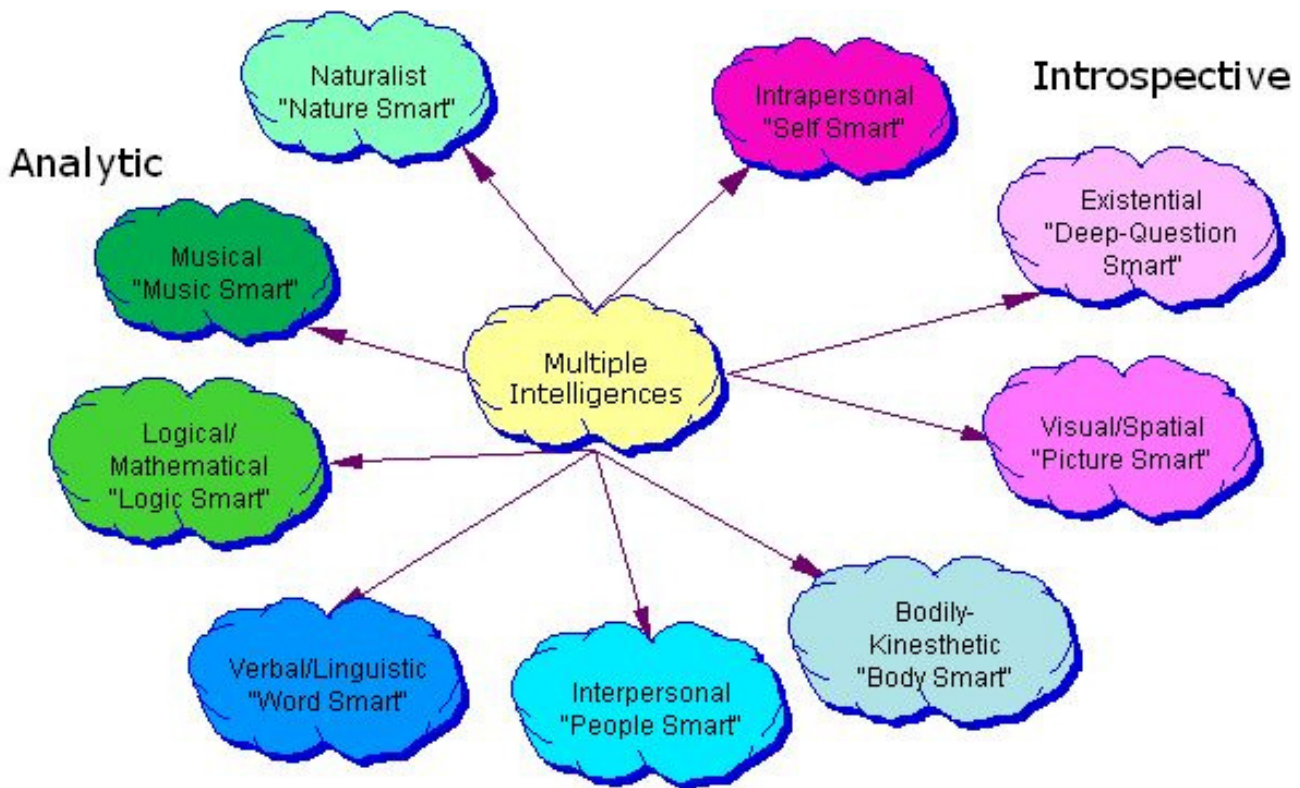 Naturalist
"Nature Smart"
Intrapersonal
"Self Smart"
Introspective
Analytic
Existential
"Deep-Question
Smart"
Musical
"Music Smart"
Multiple
Intelligences
Logical/
Mathematical
"Logic Smart"
Visual/Spatial
"Picture Smart"
Verbal/Linguistic
"Word Smart"
Interpersonal
"People Smart"
Bodily-
Kinesthetic
"Body Smart"